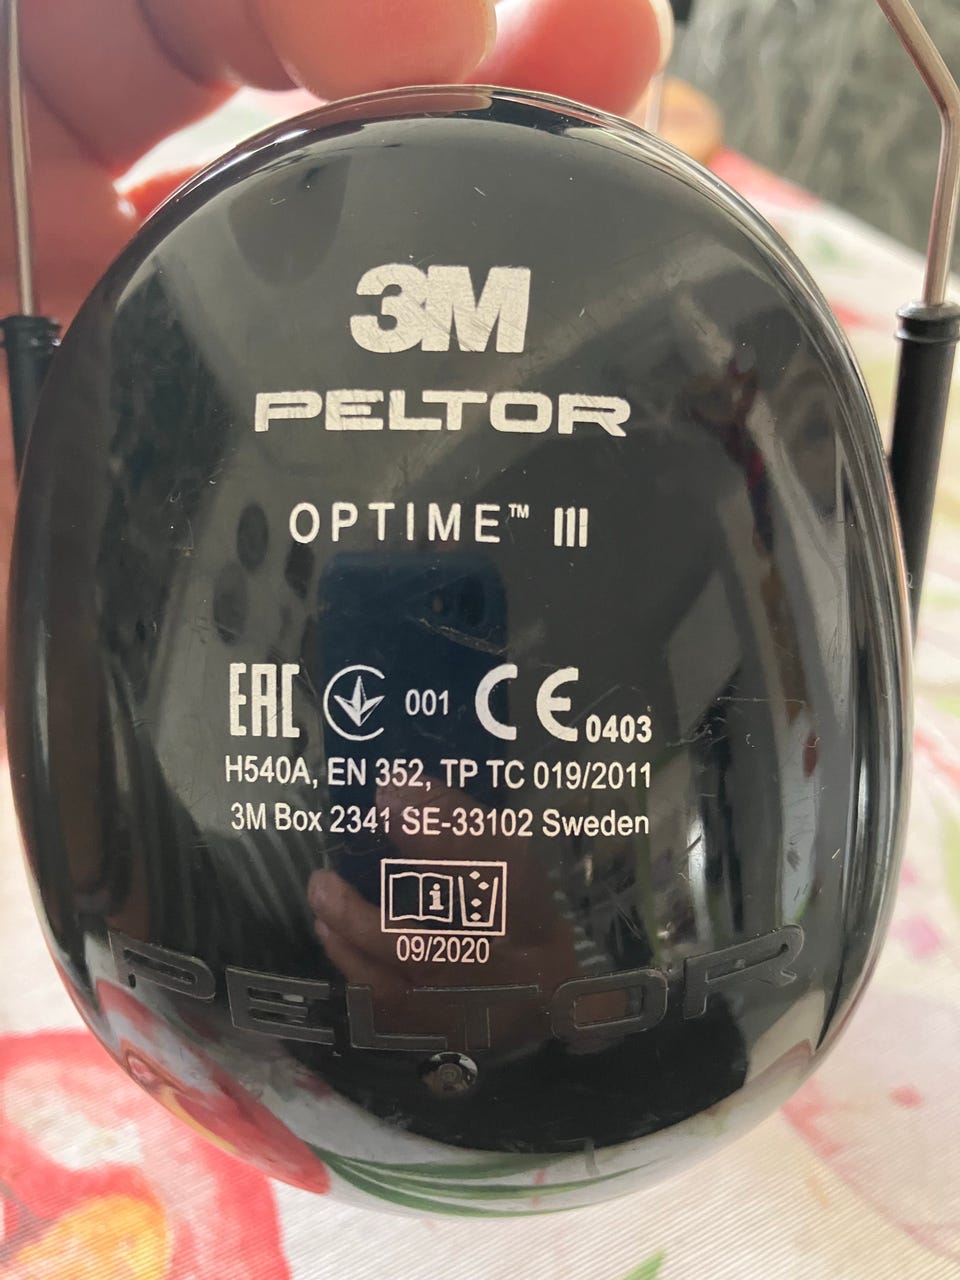 3M
PELTOR
OPTIME™ III
EAC 001 CE 0403
H540A, EN 352, TP TC 019/2011
3M Box 2341 SE-33102 Sweden
i
09/2020
PELTOR